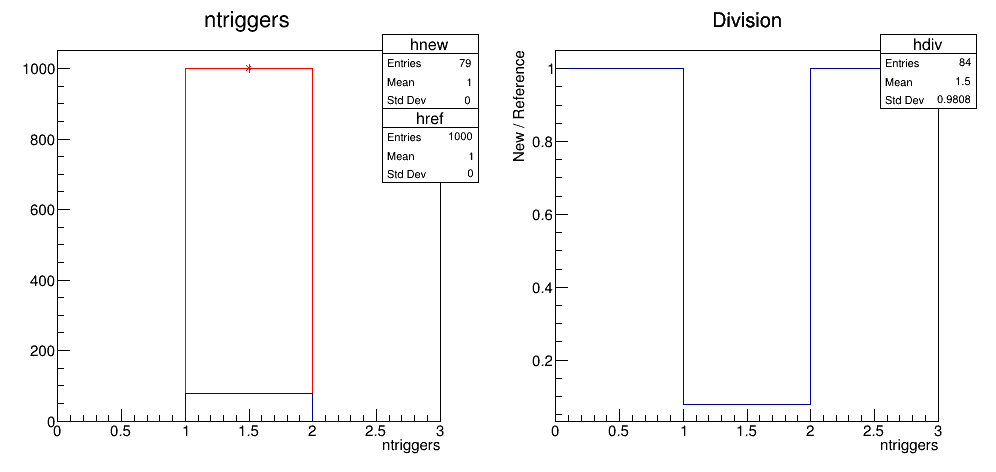 ntriggers
hnew
Entries 79
Mean 1
Std Dev 0
href
Entries 1000
Mean 1
Std Dev 0
1000
800
600
400
200
0
0 0.5 1 1.5 2 2.5 3
ntriggers
Division
hdiv
Entries 84
Mean 1.5
Std Dev 0.9808
New / Reference
1
0.8
0.6
0.4
0.2
0 0.5 1 1.5 2 2.5 3
ntriggers